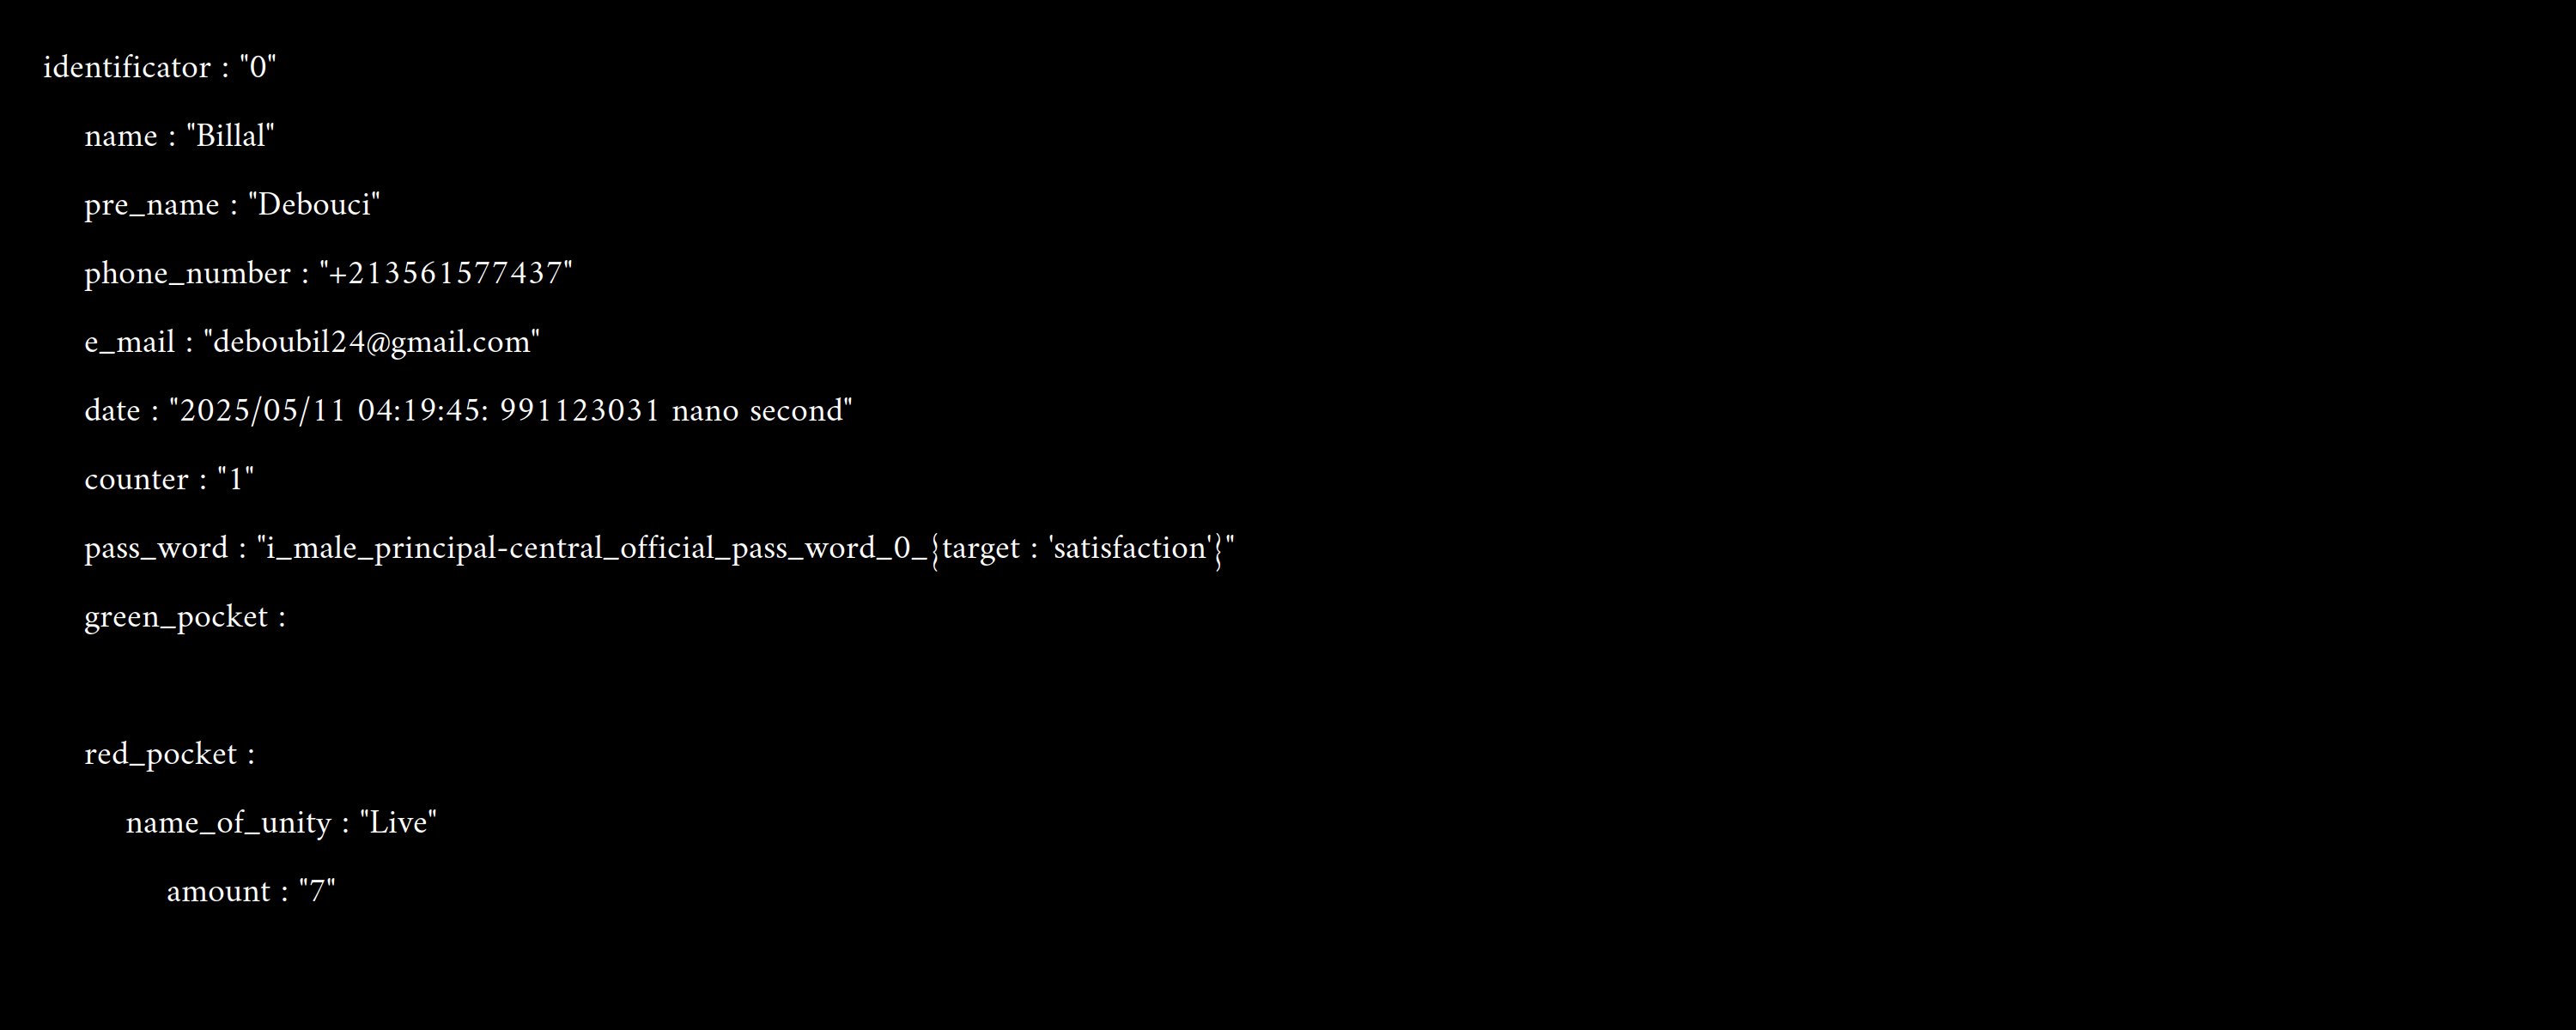 identificator : "0"
name : "Billal"
pre_name : "Debouci"
phone_number : "+213561577437"
e_mail : "deboubil24@gmail.com"
date : "2025/05/11 04:19:45: 991123031 nano second"
counter : "1"
pass_word : "i_male_principal-central_official_pass_word_0_{target : 'satisfaction'}"
green_pocket :
red_pocket :
name_of_unity : "Live"
amount : "7"